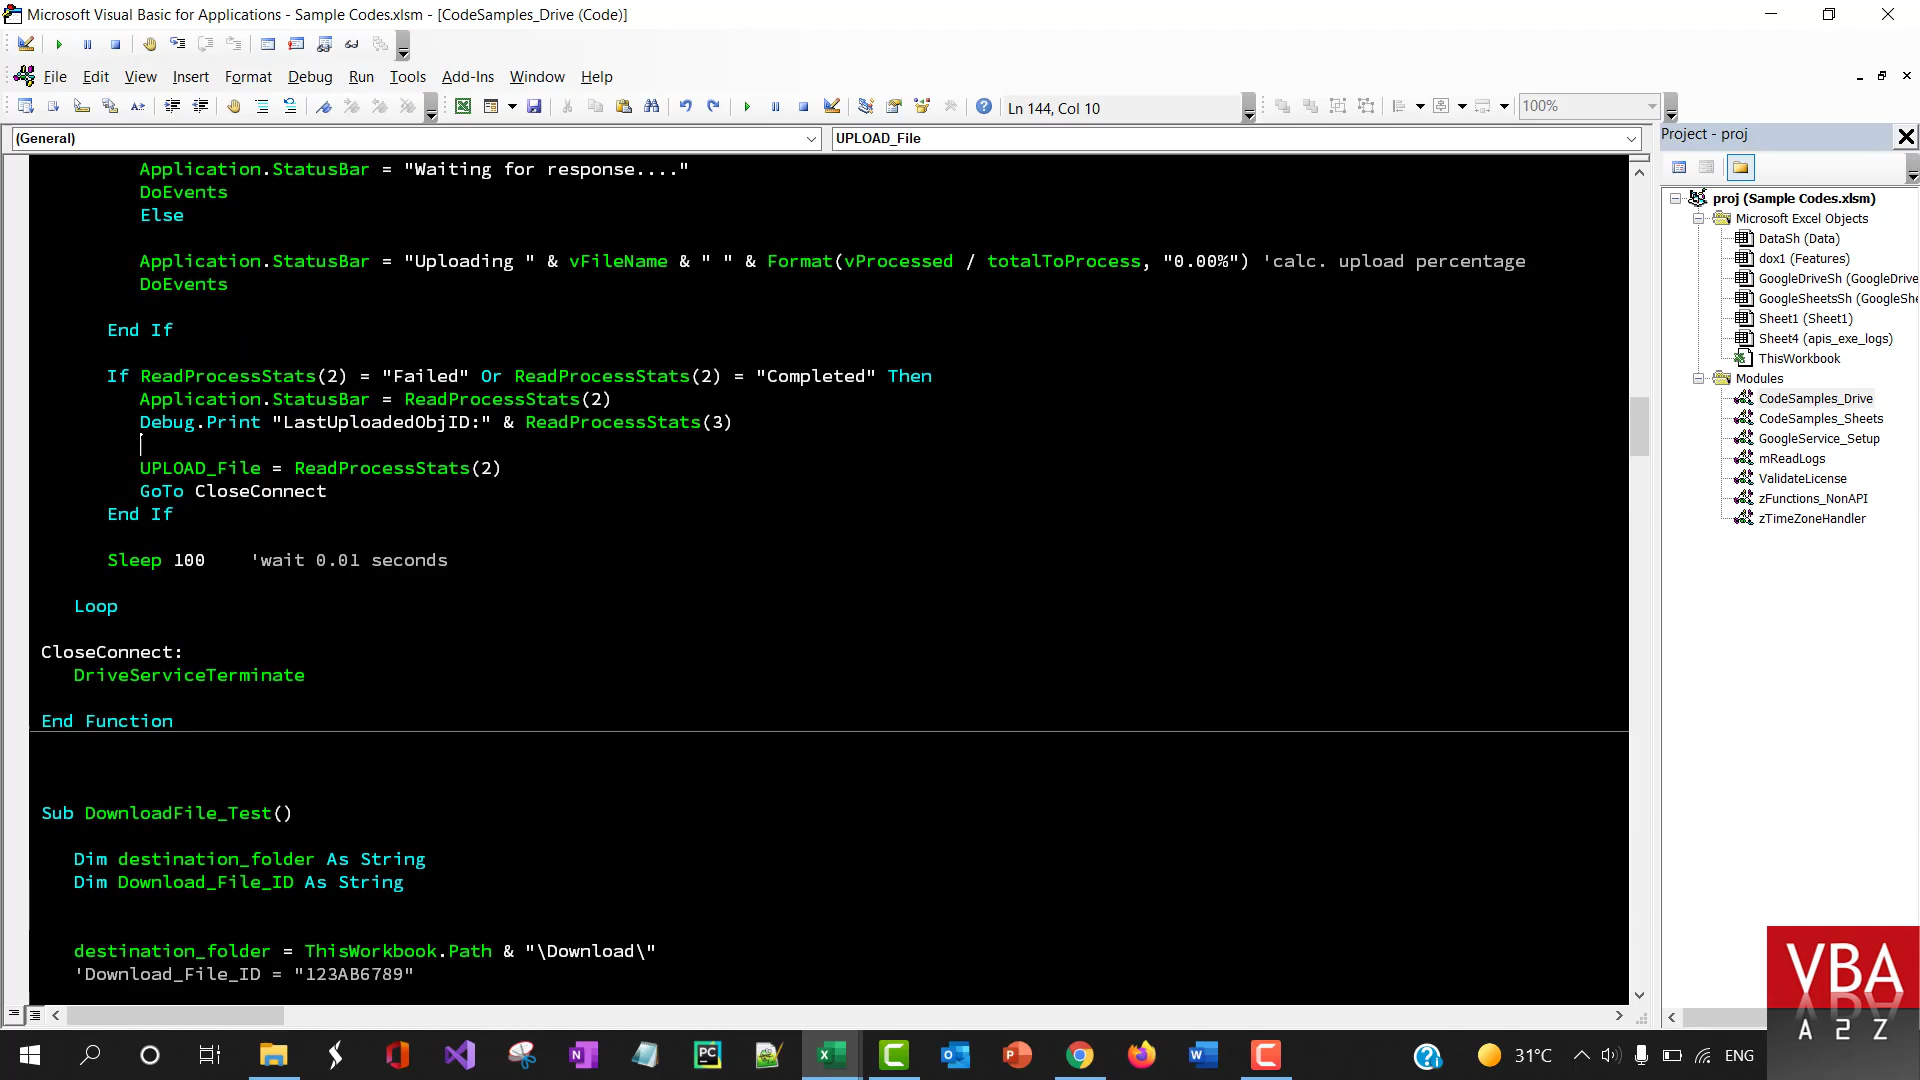 Microsoft Visual Basic for Applications - Sample Codes.xlsm - [CodeSamples_Drive (Code)]
File Edit View Insert Format Debug Run Tools Add-Ins Window Help
Ln 144, Col 10
100%
(General)
UPLOAD_File
Application.StatusBar = "Waiting for response...."
DoEvents
Else
Application.StatusBar = "Uploading " & vFileName & " " & Format(vProcessed / totalToProcess, "0.00%") 'calc. upload percentage
DoEvents
End If
If ReadProcessStats(2) = "Failed" Or ReadProcessStats(2) = "Completed" Then
Application.StatusBar = ReadProcessStats(2)
Debug.Print "LastUploadedObjID:" & ReadProcessStats(3)
UPLOAD_File = ReadProcessStats(2)
GoTo CloseConnect
End If
Sleep 100 'wait 0.01 seconds
Loop
CloseConnect:
DriveServiceTerminate
End Function
Sub DownloadFile_Test()
Dim destination_folder As String
Dim Download_File_ID As String
destination_folder = ThisWorkbook.Path & "\Download\"
'Download_File_ID = "123AB6789"
Project - proj
proj (Sample Codes.xlsm)
Microsoft Excel Objects
DataSh (Data)
dox1 (Features)
GoogleDriveSh (GoogleDrive
GoogleSheetsSh (GoogleShe
Sheet1 (Sheet1)
Sheet4 (apis_exe_logs)
ThisWorkbook
Modules
CodeSamples_Drive
CodeSamples_Sheets
GoogleService_Setup
mReadLogs
ValidateLicense
zFunctions_NonAPI
zTimeZoneHandler
VBA
A 2 Z
31°C
ENG